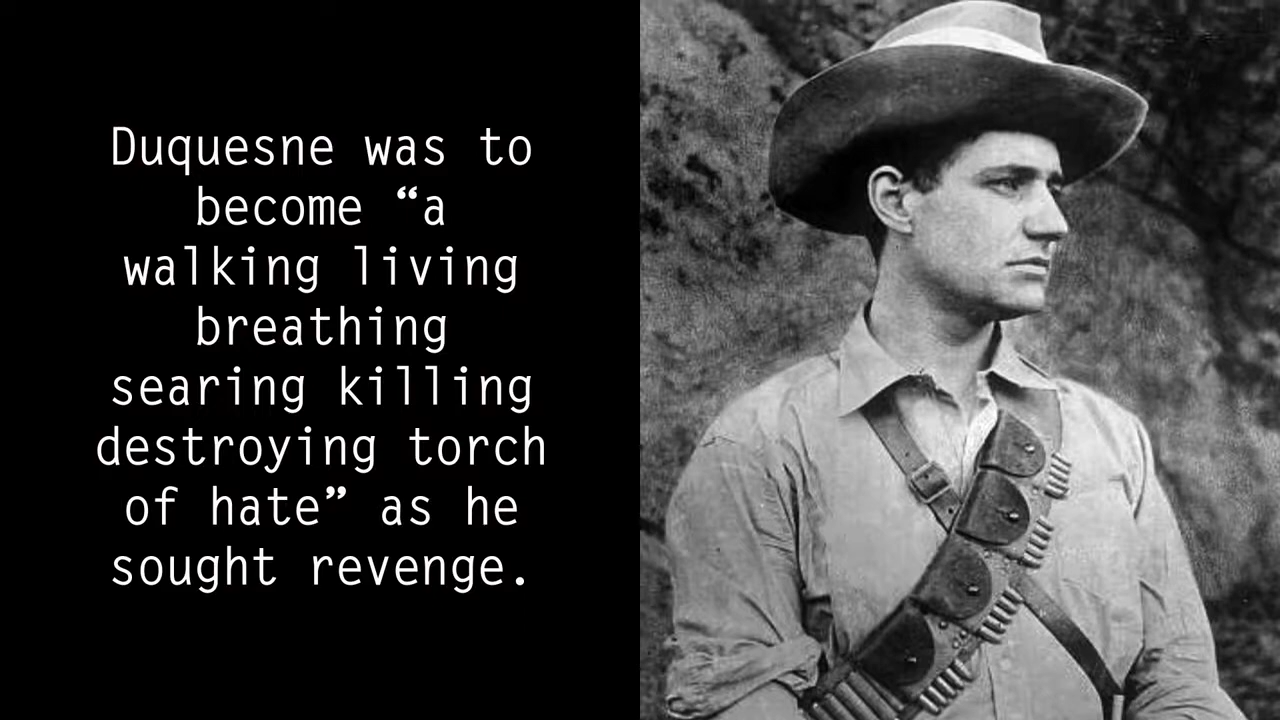 Duquesne was to
become “a
walking living
breathing
searing killing
destroying torch
of hate” as he
sought revenge.